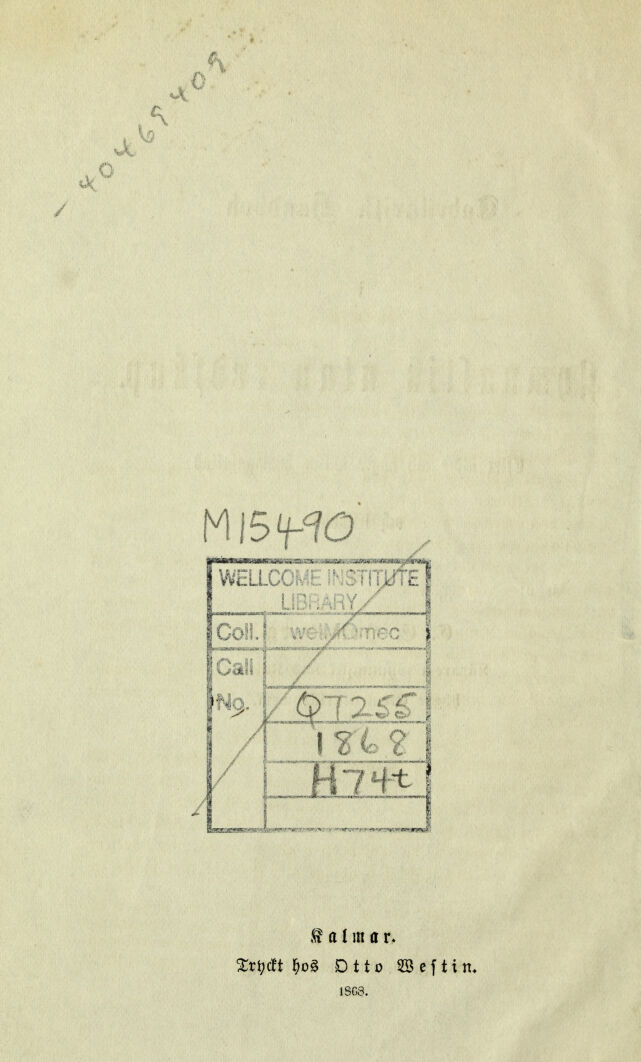 - 40469409
M15490
WELLCOME INSTITUTE
LIBRARY
Coll. welMOmec
Call
No. QT255
1868
H74t
Kalmar.
Tryckt hos Otto Westin.
1868.